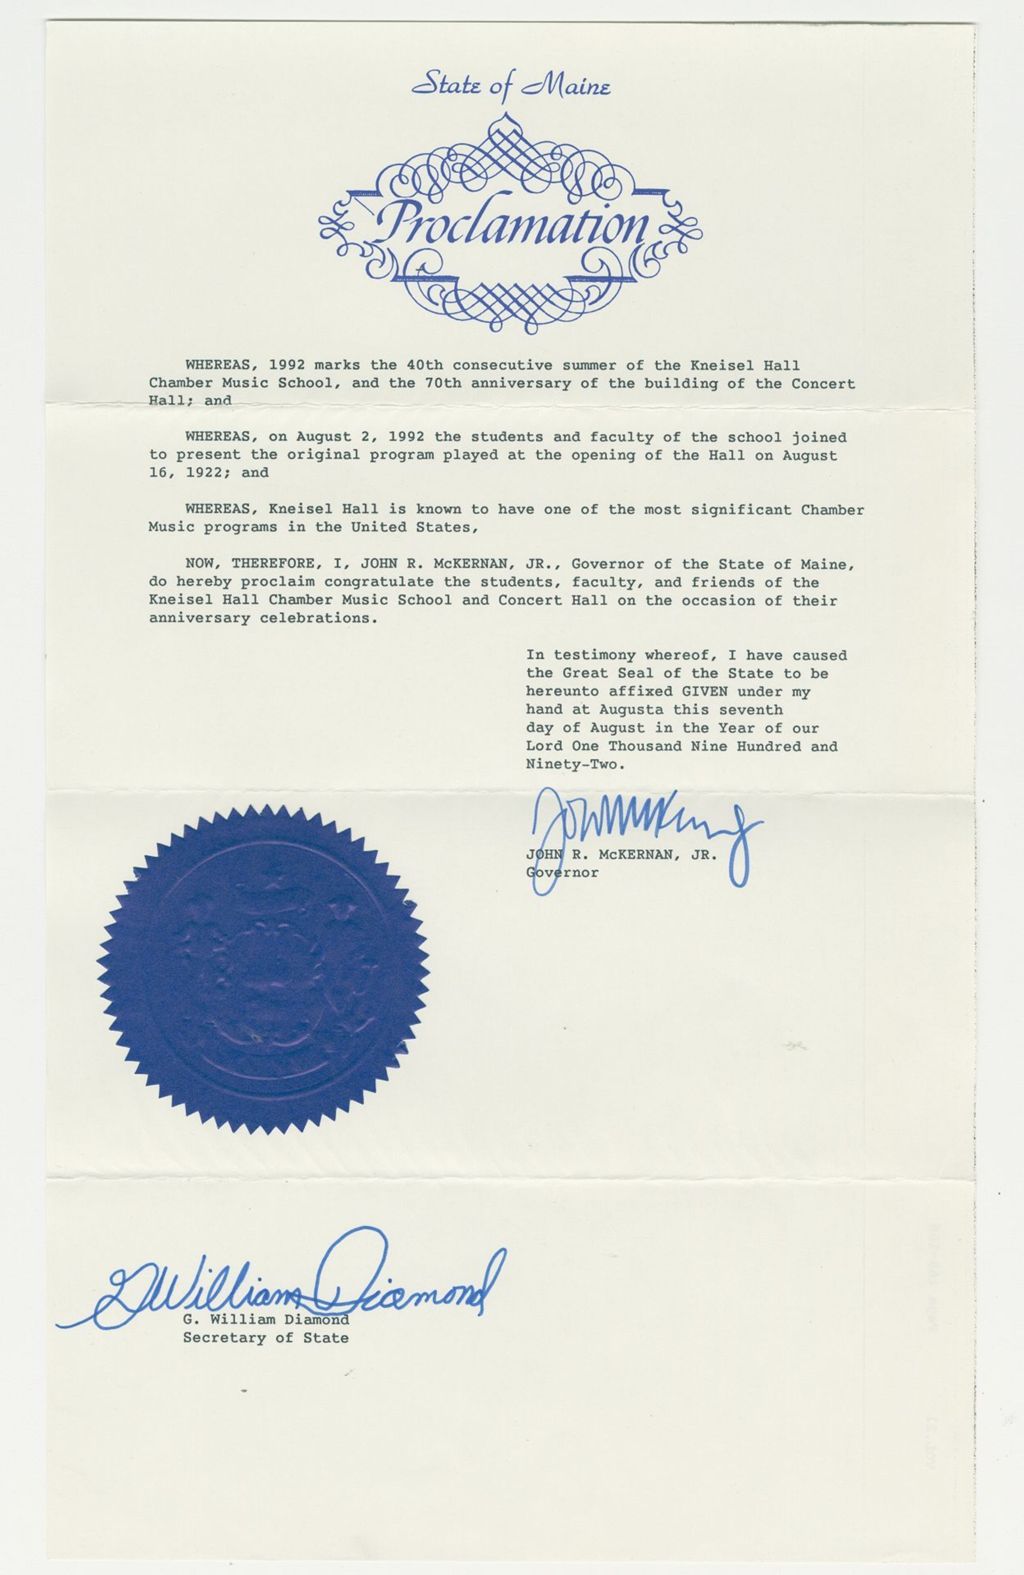 State of Maine
Proclamation
WHEREAS, 1992 marks the 40th consecutive summer of the Kneisel Hall
Chamber Music School, and the 70th anniversary of the building of the Concert
Hall; and
WHEREAS, on August 2, 1992 the students and faculty of the school joined
to present the original program played at the opening of the Hall on August
16, 1922; and
WHEREAS, Kneisel Hall is known to have one of the most significant Chamber
Music programs in the United States,
NOW, THEREFORE, I, JOHN R. McKERNAN, JR., Governor of the State of Maine,
do hereby proclaim congratulate the students, faculty, and friends of the
Kneisel Hall Chamber Music School and Concert Hall on the occasion of their
anniversary celebrations.
In testimony whereof, I have caused
the Great Seal of the State to be
hereunto affixed GIVEN under my
hand at Augusta this seventh
day of August in the Year of our
Lord One Thousand Nine Hundred and
Ninety-Two.
JOHN R. McKERNAN, JR.
Governor
G William Diamond
G. William Diamond
Secretary of State